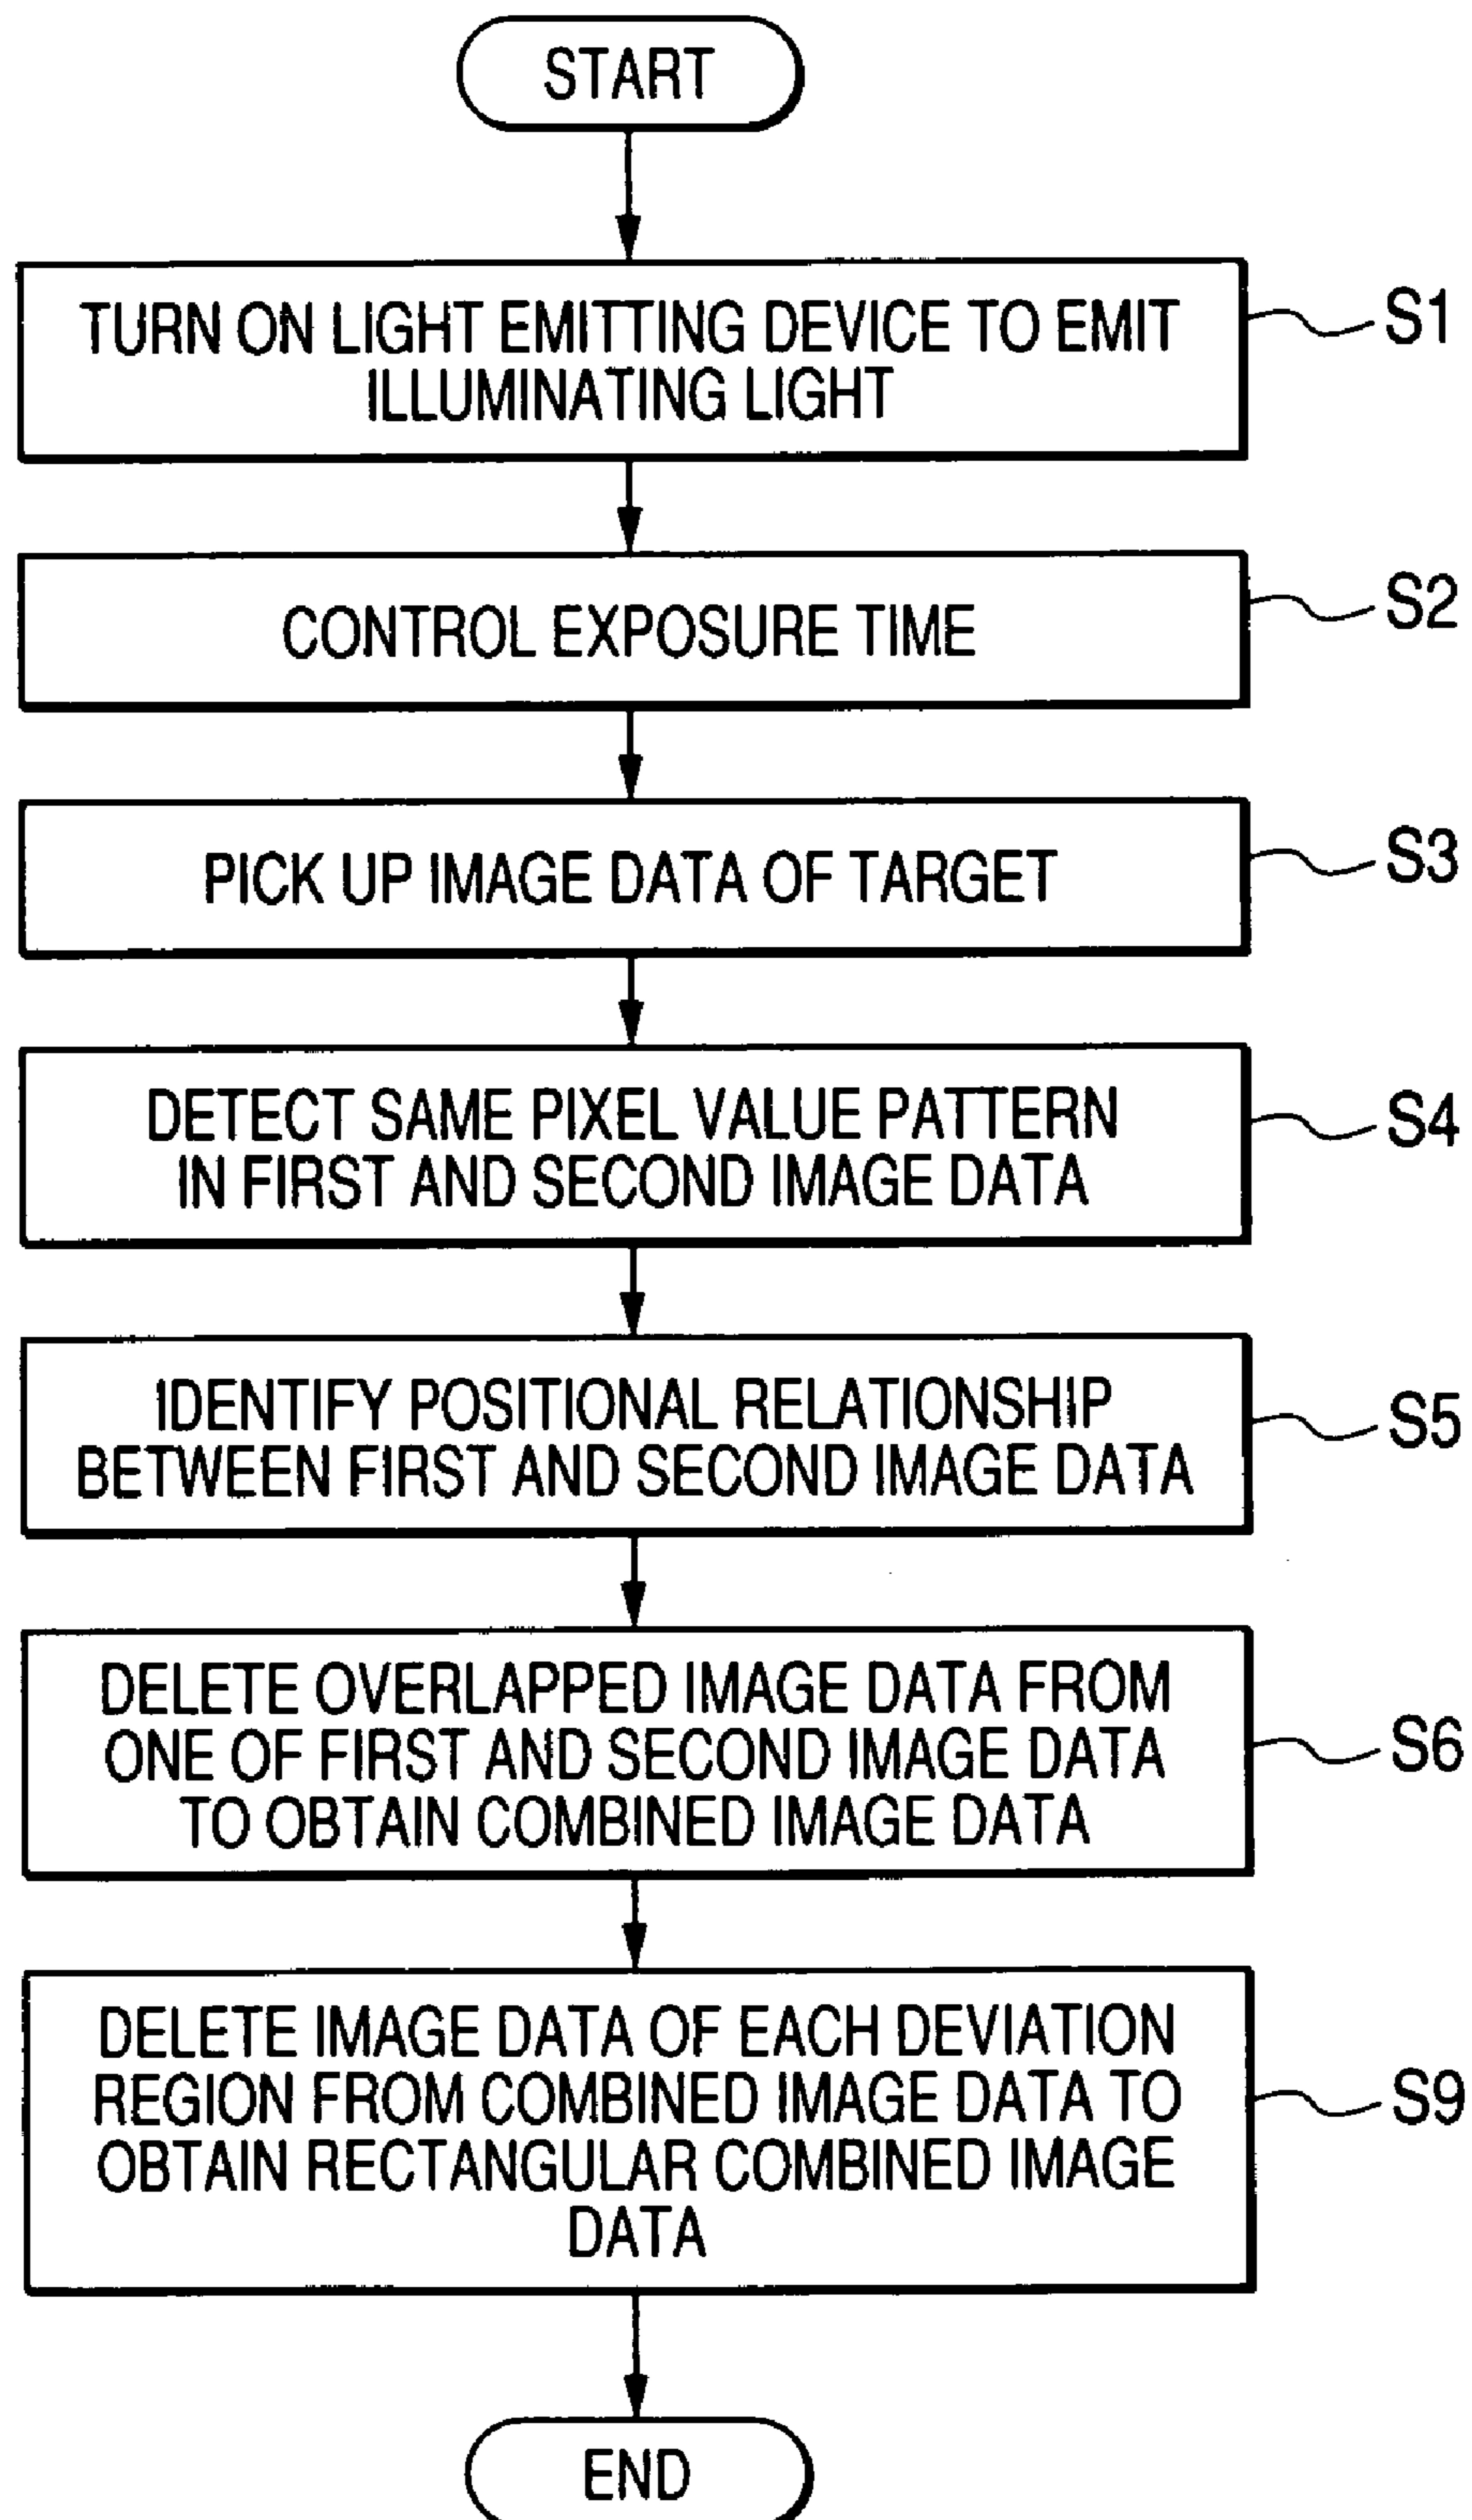 START
TURN ON LIGHT EMITTING DEVICE TO EMIT
ILLUMINATING LIGHT
S1
CONTROL EXPOSURE TIME
S2
PICK UP IMAGE DATA OF TARGET
S3
DETECT SAME PIXEL VALUE PATTERN
IN FIRST AND SECOND IMAGE DATA
S4
IDENTIFY POSITIONAL RELATIONSHIP
BETWEEN FIRST AND SECOND IMAGE DATA
S5
DELETE OVERLAPPED IMAGE DATA FROM
ONE OF FIRST AND SECOND IMAGE DATA
TO OBTAIN COMBINED IMAGE DATA
S6
DELETE IMAGE DATA OF EACH DEVIATION
REGION FROM COMBINED IMAGE DATA TO
OBTAIN RECTANGULAR COMBINED IMAGE
DATA
S9
END